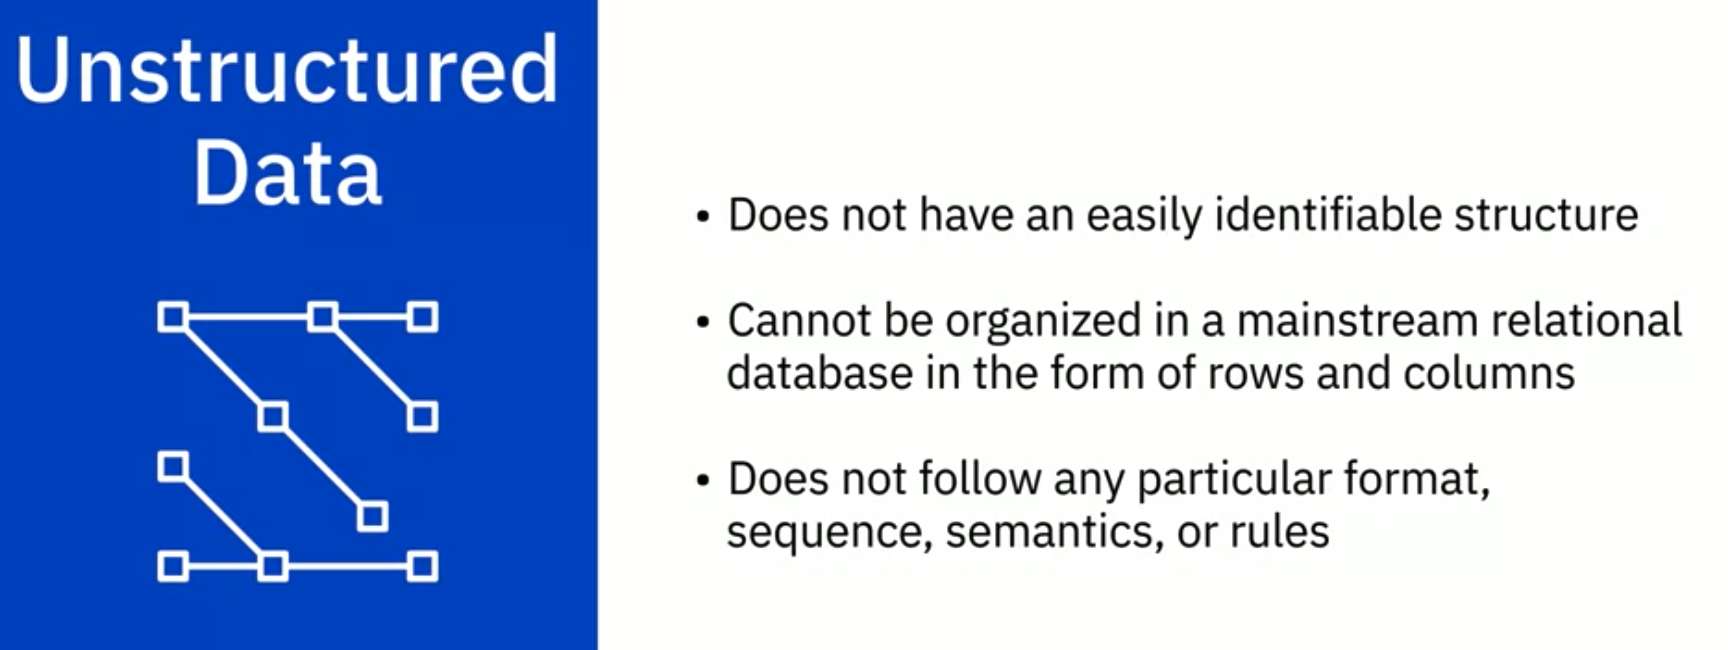 Unstructured
Data
• Does not have an easily identifiable structure
• Cannot be organized in a mainstream relational
database in the form of rows and columns
• Does not follow any particular format,
sequence, semantics, or rules